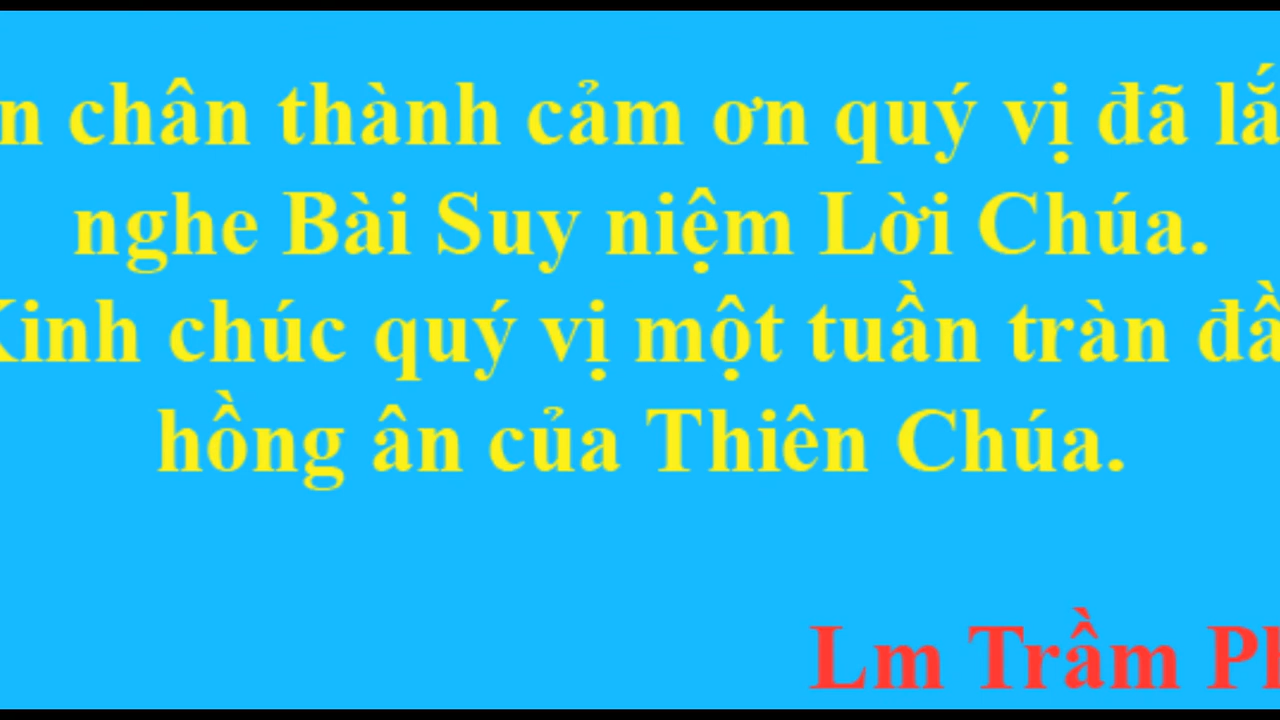 n chân thành cảm ơn quý vị đã lắ
nghe Bài Suy niệm Lời Chúa.
Kinh chúc quý vị một tuần tràn đầ
hồng ân của Thiên Chúa.
Lm Trầm Ph